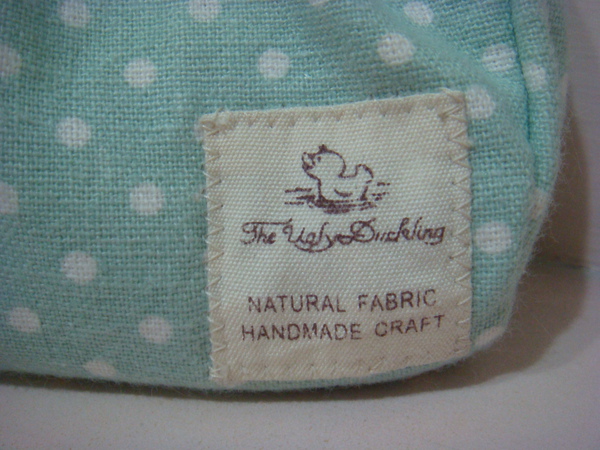 The Ugly Duckling
NATURAL FABRIC
HANDMADE CRAFT